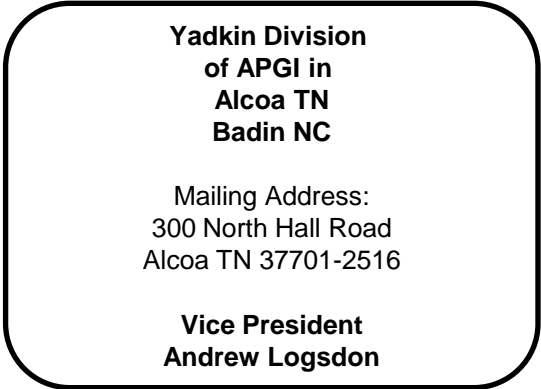 Yadkin Division
of APGI in
Alcoa TN
Badin NC
Mailing Address:
300 North Hall Road
Alcoa TN 37701-2516
Vice President
Andrew Logsdon